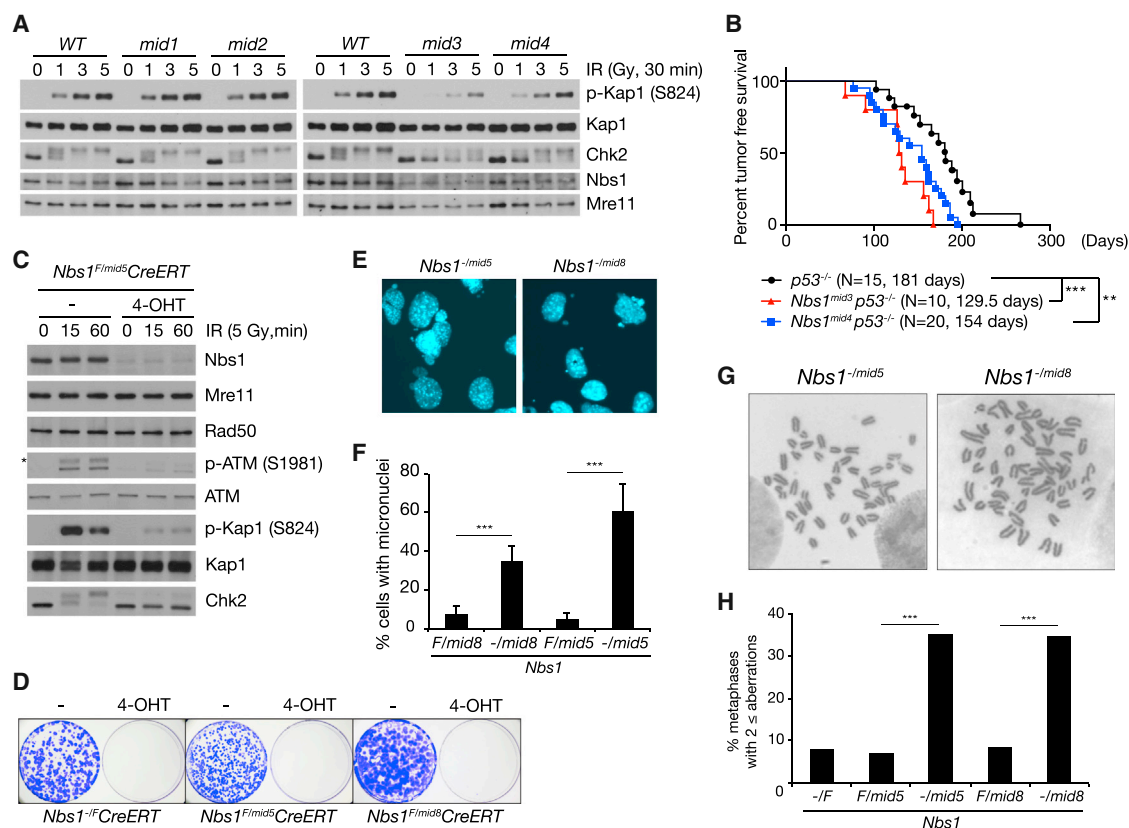 A
WT mid1 mid2 WT mid3 mid4
0 1 3 5 0 1 3 5 0 1 3 5 0 1 3 5 0 1 3 5 0 1 3 5 IR (Gy, 30 min)
p-Kap1 (S824)
Kap1
Chk2
Nbs1
Mre11
B
Percent tumor free survival
100
50
0
0 100 200 300 (Days)
p53-/- (N=15, 181 days)
Nbs1mid3 p53-/- (N=10, 129.5 days)
Nbs1mid4 p53-/- (N=20, 154 days)
***
**
C
Nbs1F/mid5CreERT
- 4-OHT
0 15 60 0 15 60 IR (5 Gy,min)
Nbs1
Mre11
Rad50
* p-ATM (S1981)
ATM
p-Kap1 (S824)
Kap1
Chk2
D
- 4-OHT - 4-OHT - 4-OHT
Nbs1-/FCreERT Nbs1F/mid5CreERT Nbs1F/mid8CreERT
E
Nbs1-/mid5 Nbs1-/mid8
F
% cells with micronuclei
80
60
40
20
0
*** ***
F/mid8 -/mid8 F/mid5 -/mid5
Nbs1
G
Nbs1-/mid5 Nbs1-/mid8
H
% metaphases
with 2 ≤ aberrations
40
30
20
10
0
*** ***
-/F F/mid5 -/mid5 F/mid8 -/mid8
Nbs1